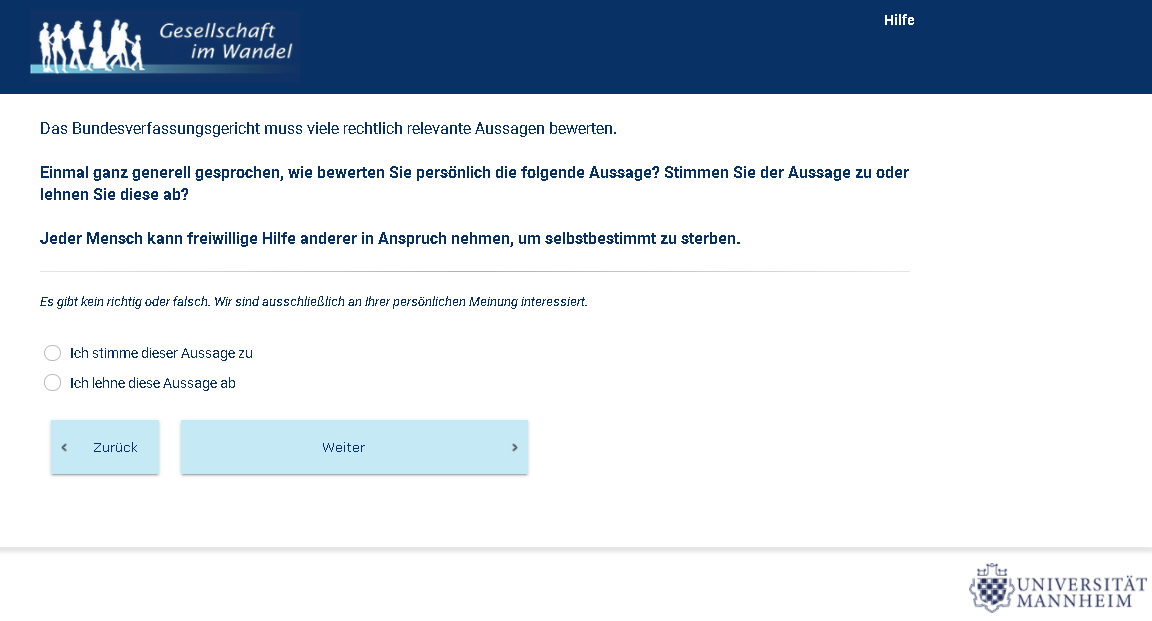 Gesellschaft
im Wandel
Hilfe
Das Bundesverfassungsgericht muss viele rechtlich relevante Aussagen bewerten.
Einmal ganz generell gesprochen, wie bewerten Sie persönlich die folgende Aussage? Stimmen Sie der Aussage zu oder
lehnen Sie diese ab?
Jeder Mensch kann freiwillige Hilfe anderer in Anspruch nehmen, um selbstbestimmt zu sterben.
Es gibt kein richtig oder falsch. Wir sind ausschließlich an Ihrer persönlichen Meinung interessiert.
Ich stimme dieser Aussage zu
Ich lehne diese Aussage ab
Zurück
Weiter
UNIVERSITÄT
MANNHEIM